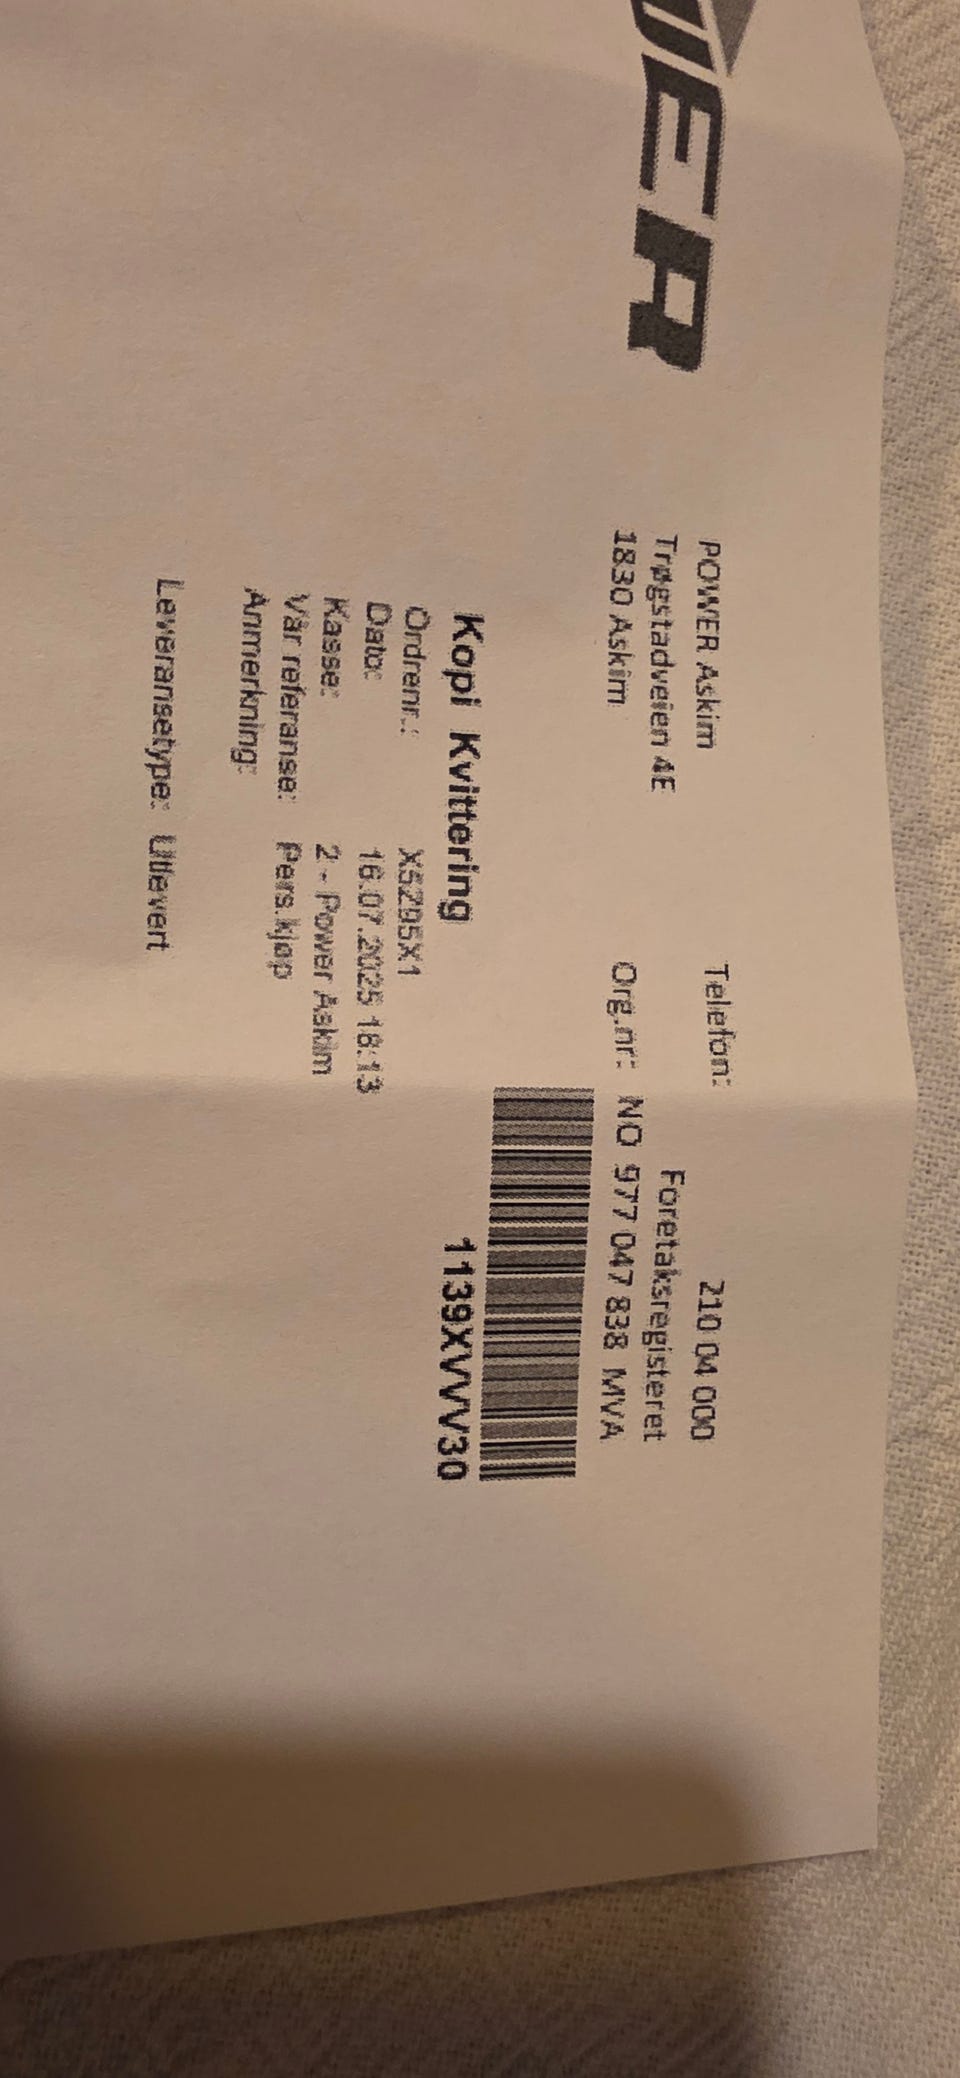 WER
POWER Askim
Trøgstadveien 4E
1830 Askim
Telefon: 210 04 000
Foretaksregisteret
Org.nr: NO 977 047 838 MVA
1139XVVV30
Kopi Kvittering
Ordrenr.: X5295X1
Dato: 16.07.2025 18:13
Kasse: 2 - Power Askim
Vår referanse: Pers.kjøp
Anmerkning:
Leveransetype: Utlevert